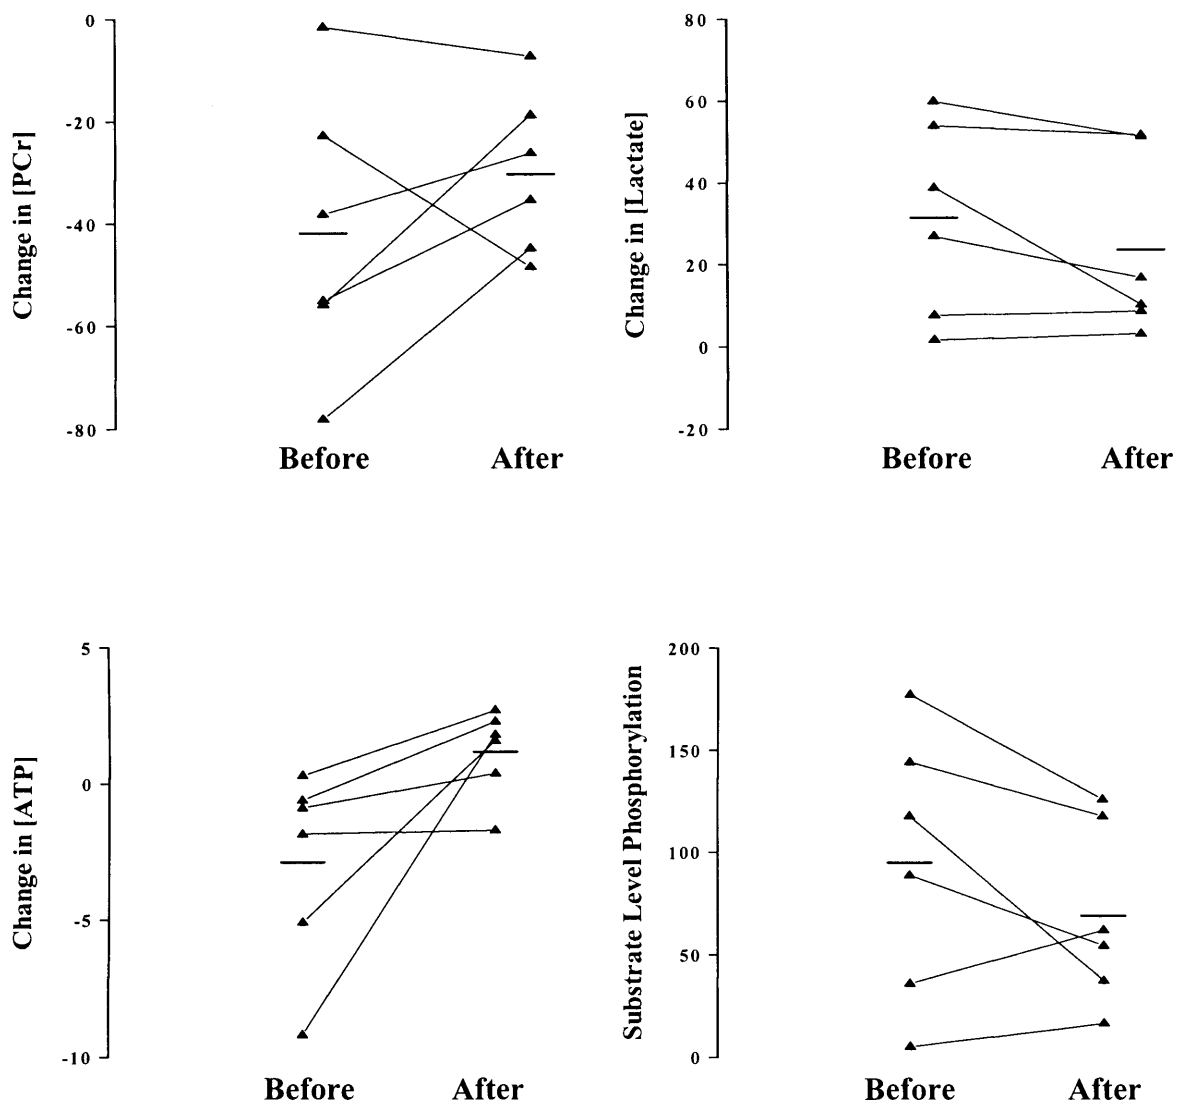 Change in [PCr]
0
-20
-40
-60
-80
Before After
Change in [Lactate]
80
60
40
20
0
-20
Before After
Change in [ATP]
5
0
-5
-10
Before After
Substrate Level Phosphorylation
200
150
100
50
0
Before After